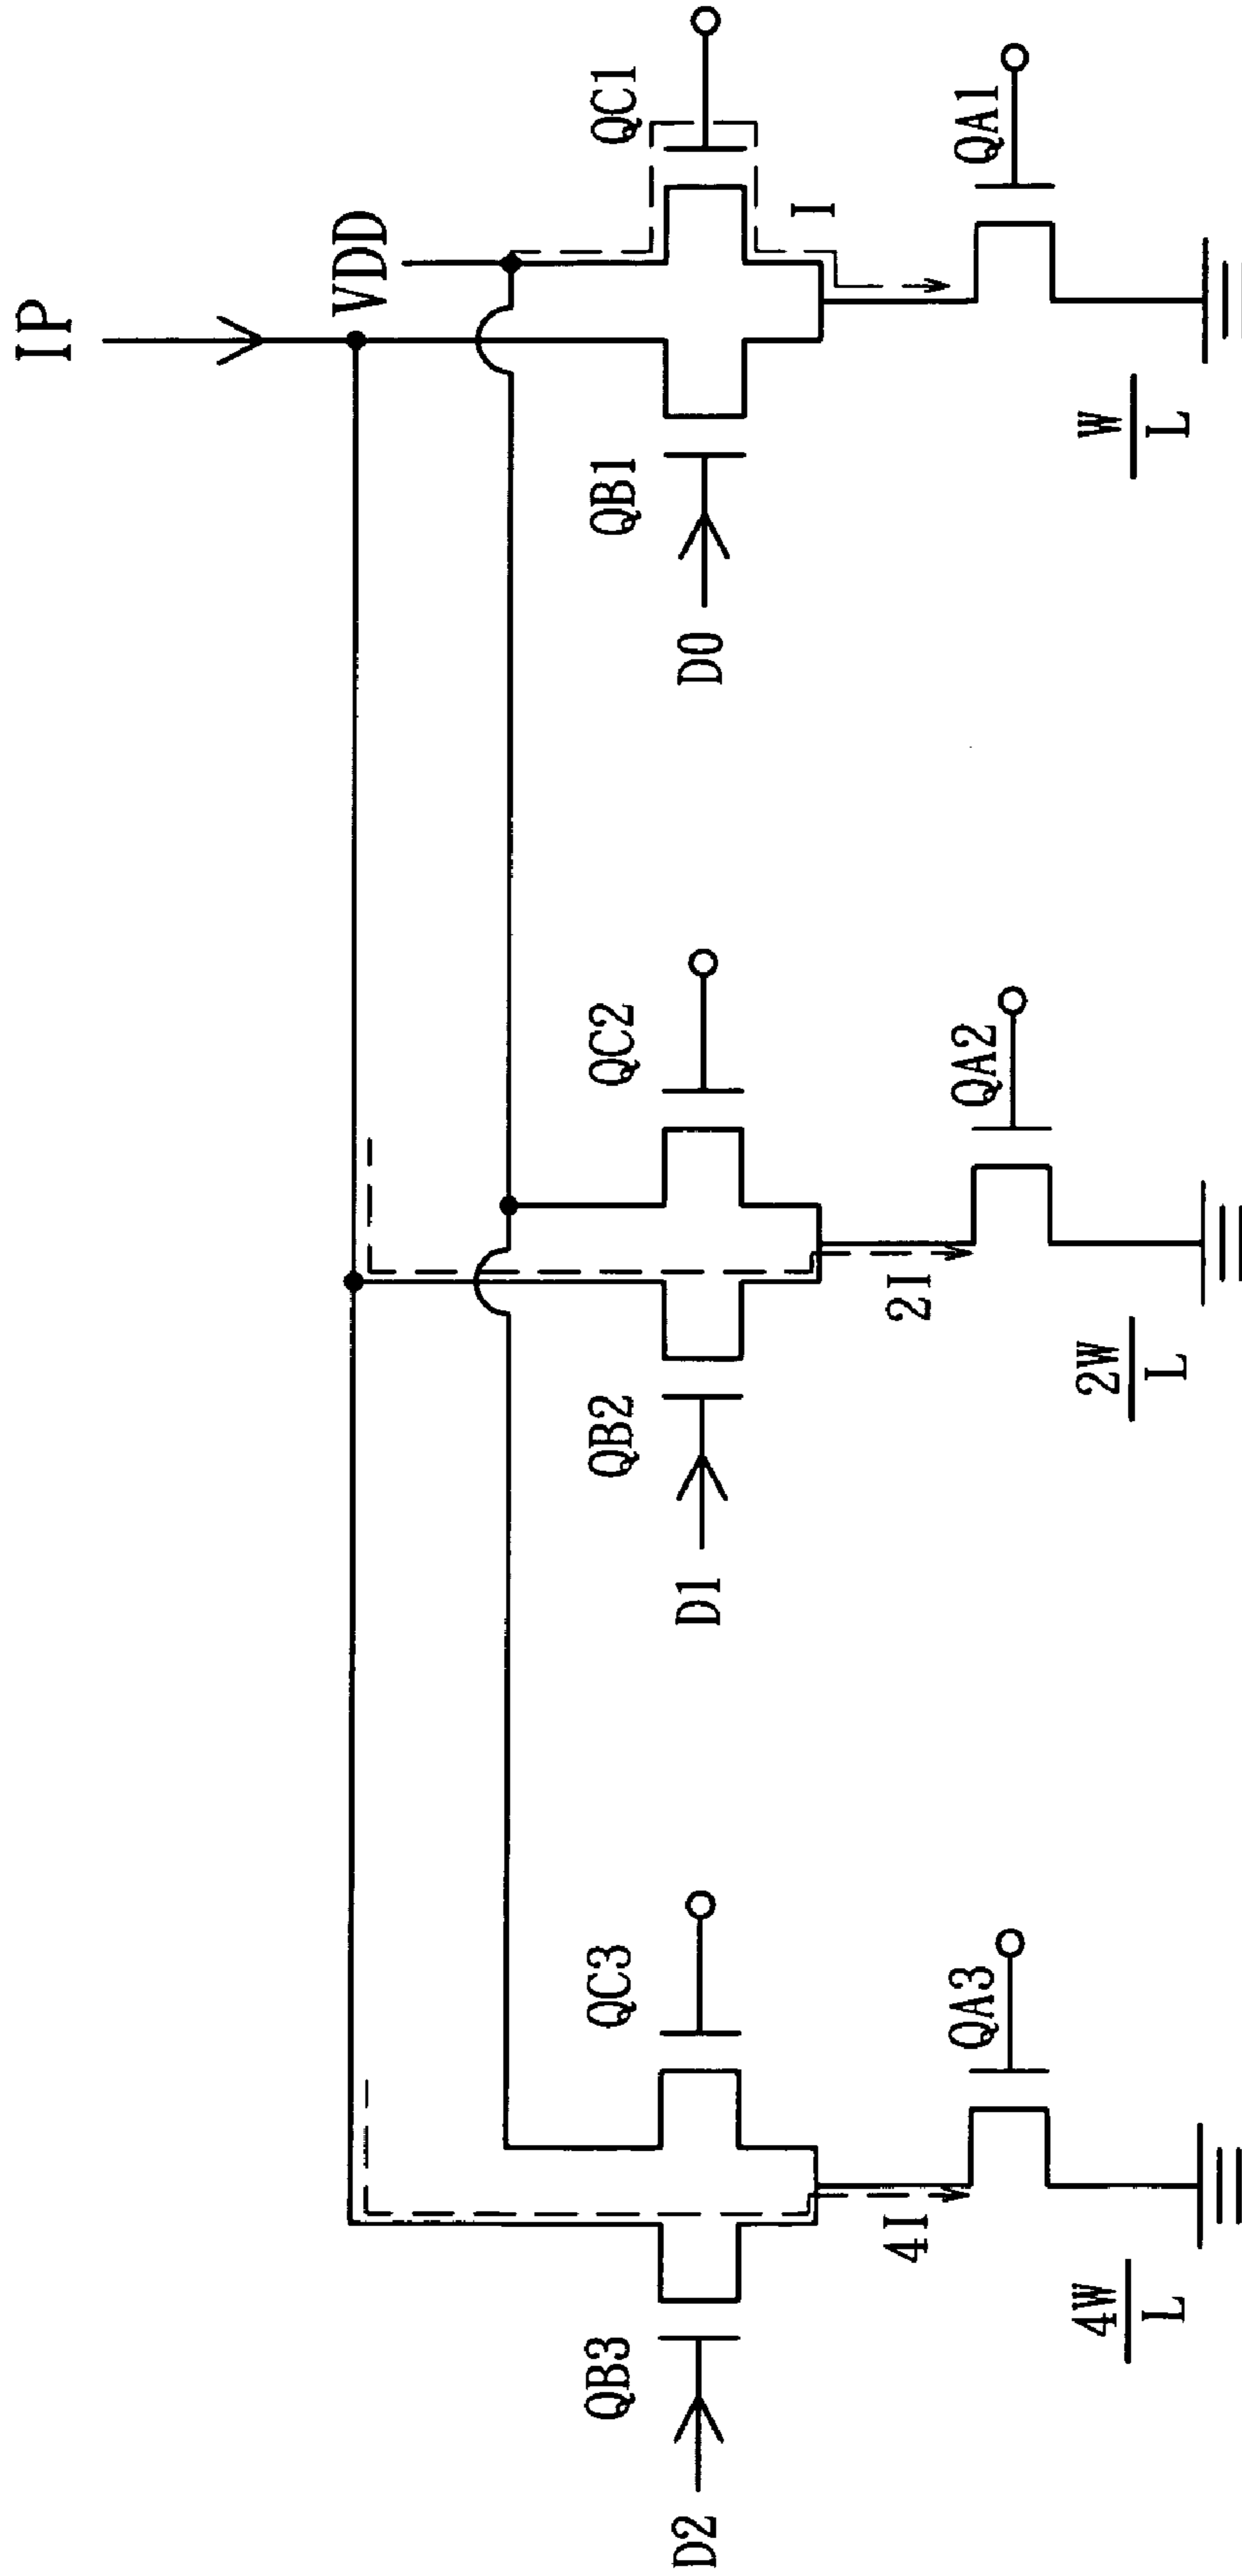 IP
VDD
QC1
QB1
D0
I
QA1
W
L
QC2
QB2
D1
2I
QA2
2W
L
QC3
QB3
D2
4I
QA3
4W
L